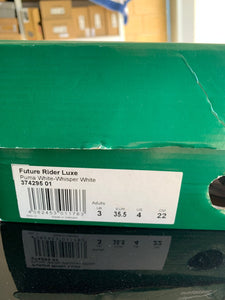 Future Rider Luxe
Puma White-Whisper White
374295 01
Adults
UK EUR US CM
3 35.5 4 22